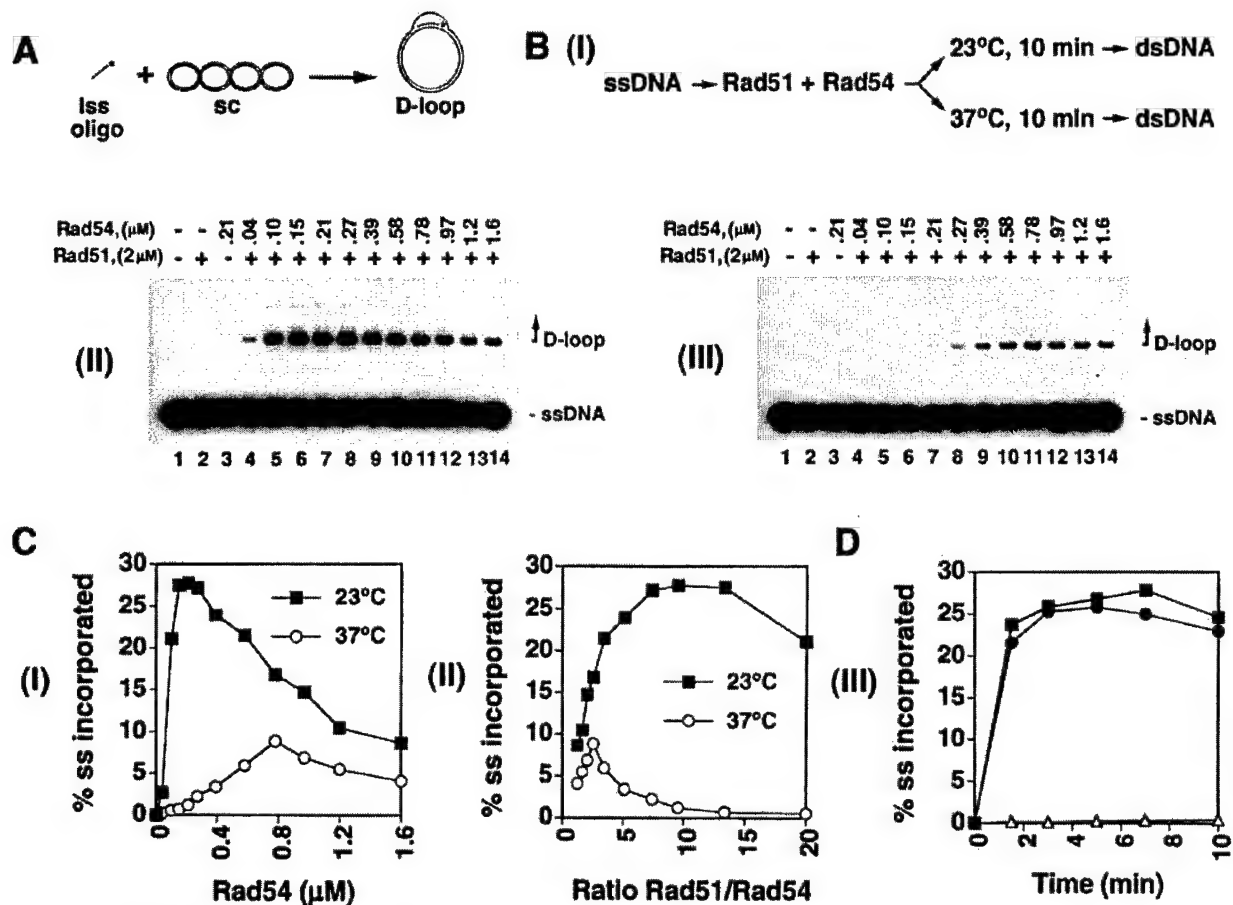 A
lss oligo
+
sc
D-loop
B (I)
ssDNA → Rad51 + Rad54
23°C, 10 min → dsDNA
37°C, 10 min → dsDNA
(II)
Rad54,(μM) - - .21 .04 .10 .15 .21 .27 .39 .58 .78 .97 1.2 1.6
Rad51,(2μM) - + - + + + + + + + + + + +
D-loop
- ssDNA
1 2 3 4 5 6 7 8 9 10 11 12 13 14
(III)
Rad54,(μM) - - .21 .04 .10 .15 .21 .27 .39 .58 .78 .97 1.2 1.6
Rad51,(2μM) - + - + + + + + + + + + + +
D-loop
- ssDNA
1 2 3 4 5 6 7 8 9 10 11 12 13 14
C
(I)
% ss incorporated
30
25
20
15
10
5
0
23°C
37°C
0 0.4 0.8 1.2 1.6
Rad54 (μM)
(II)
% ss incorporated
30
25
20
15
10
5
0
23°C
37°C
0 5 10 15 20
Ratio Rad51/Rad54
D
(III)
% ss incorporated
30
25
20
15
10
5
0
0 2 4 6 8 10
Time (min)